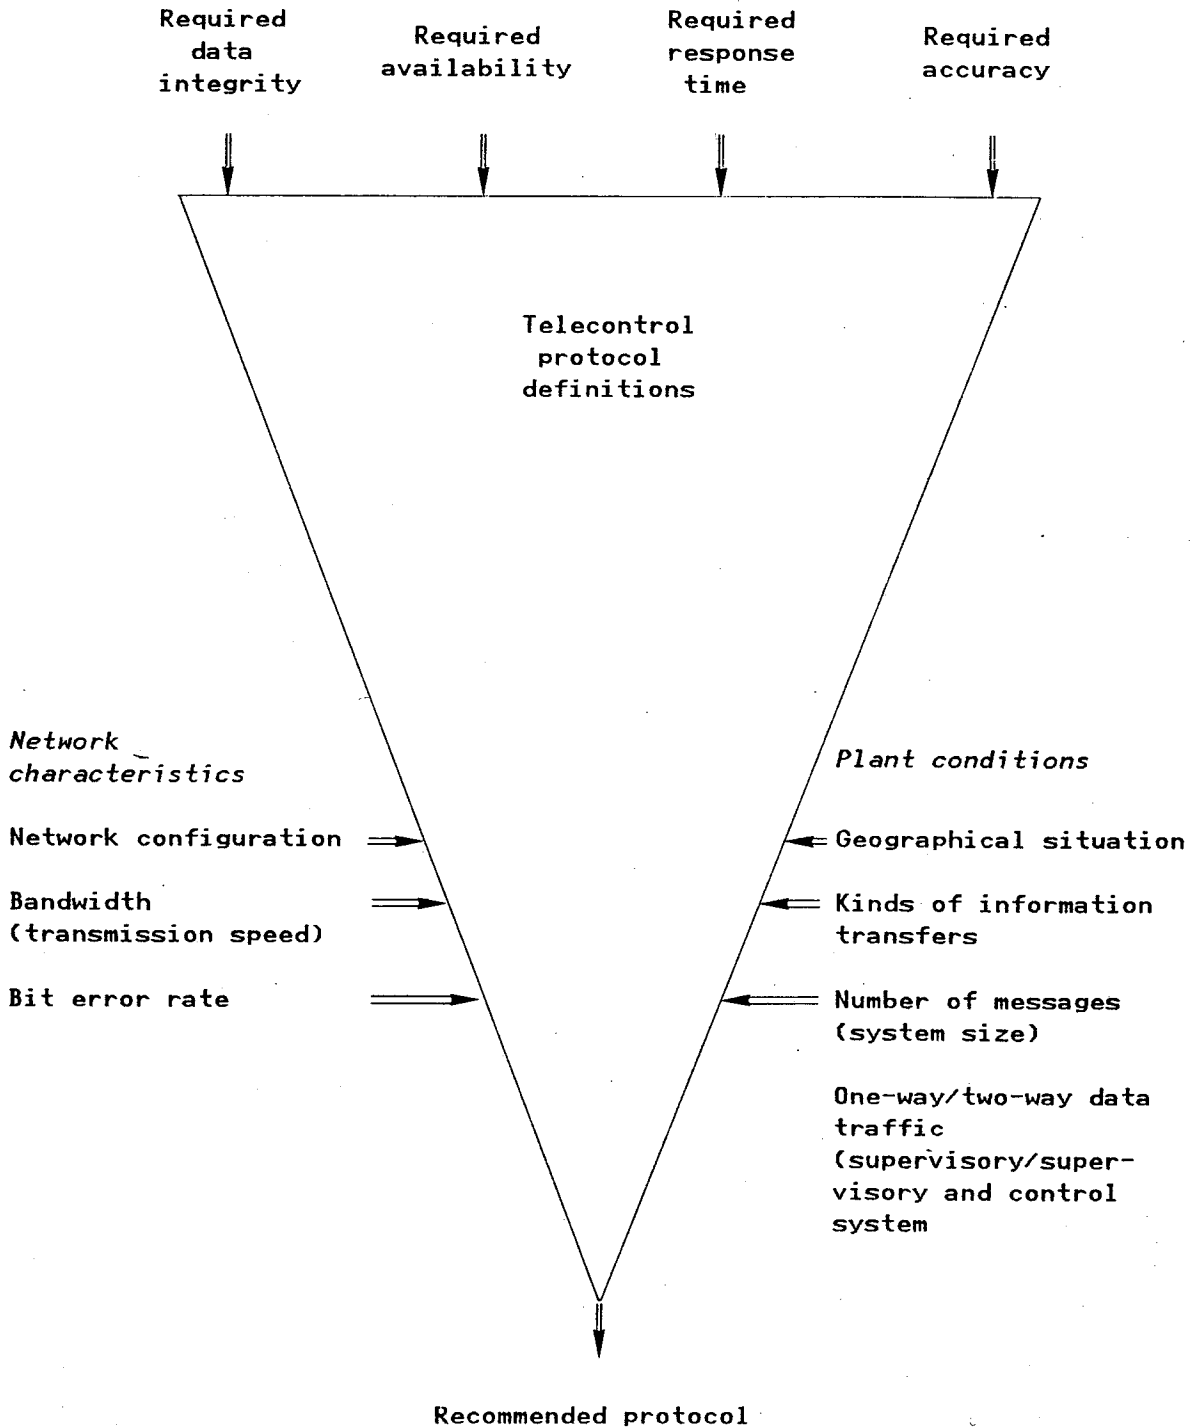 Required
data
integrity
Required
availability
Required
response
time
Required
accuracy
Telecontrol
protocol
definitions
Network
characteristics
Network configuration
Bandwidth
(transmission speed)
Bit error rate
Plant conditions
Geographical situation
Kinds of information
transfers
Number of messages
(system size)
One-way/two-way data
traffic
(supervisory/super-
visory and control
system
Recommended protocol